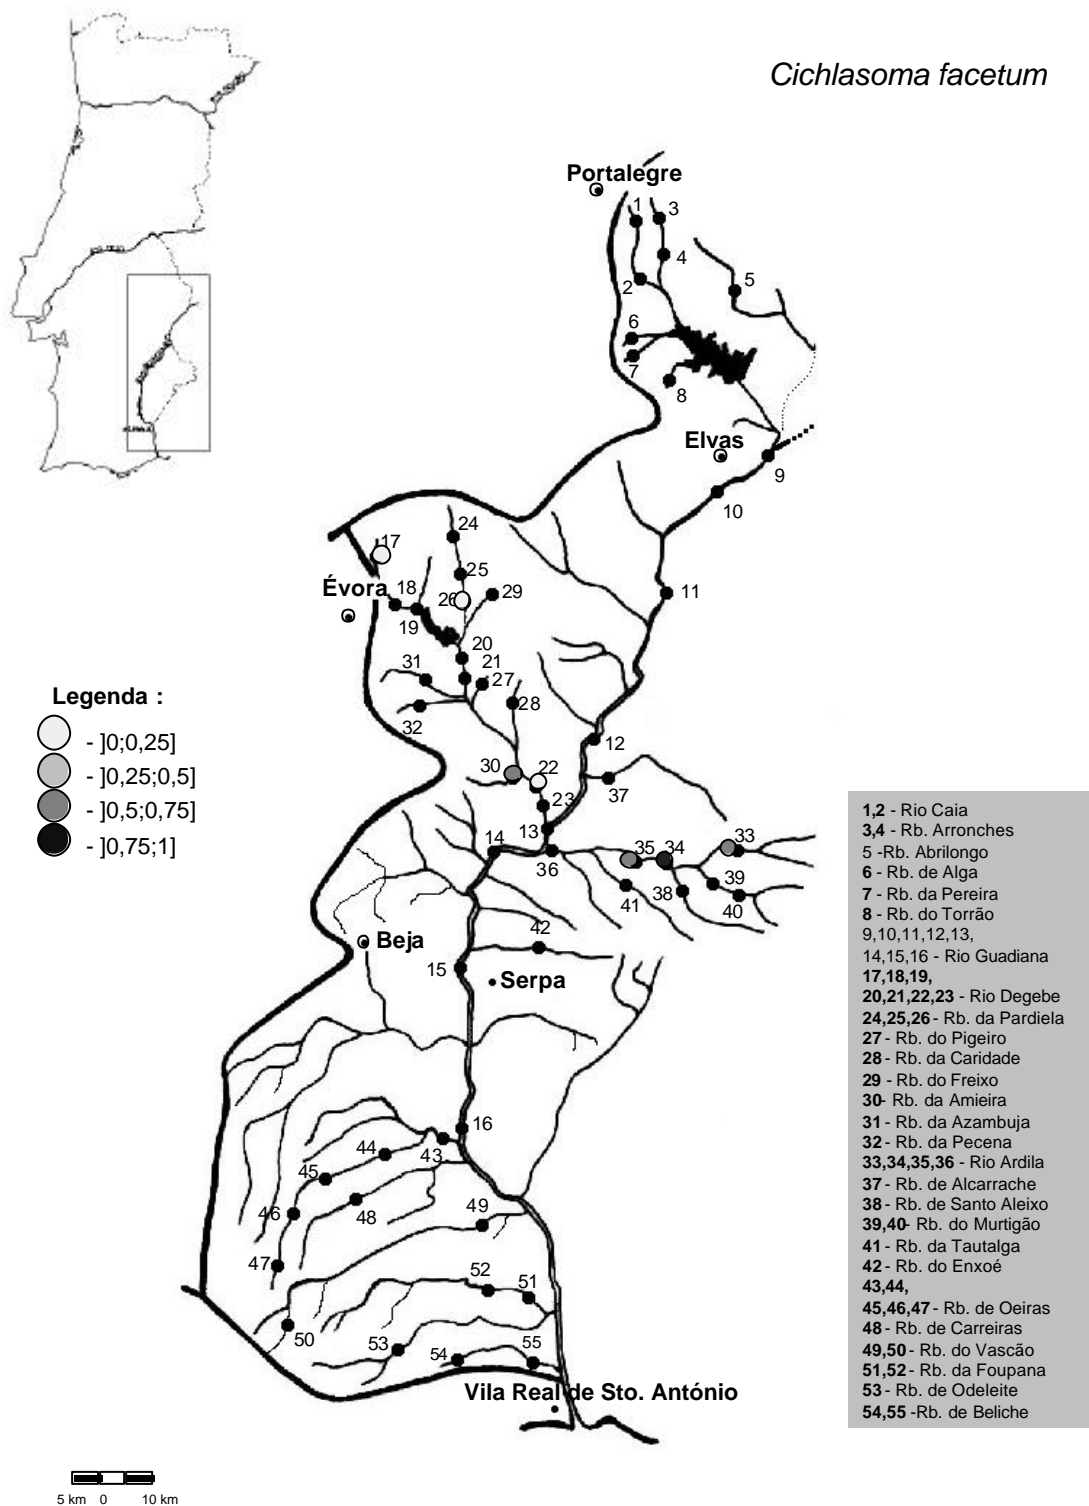 Cichlasoma facetum
Portalegre
1
3
4
2
5
6
7
8
Elvas
9
10
24
17
25
Évora
18
26
29
11
19
20
31
21
27
28
32
12
Legenda :
- ]0;0,25]
- ]0,25;0,5]
- ]0,5;0,75]
- ]0,75;1]
30
22
23
37
13
14
36
35
34
33
41
38
39
40
42
Beja
15
Serpa
16
43
44
45
46
48
49
47
52
51
50
53
54
55
Vila Real de Sto. António
1,2 - Rio Caia
3,4 - Rb. Arronches
5 -Rb. Abrilongo
6 - Rb. de Alga
7 - Rb. da Pereira
8 - Rb. do Torrão
9,10,11,12,13,
14,15,16 - Rio Guadiana
17,18,19,
20,21,22,23 - Rio Degebe
24,25,26- Rb. da Pardiela
27- Rb. do Pigeiro
28 - Rb. da Caridade
29 - Rb. do Freixo
30- Rb. da Amieira
31 - Rb. da Azambuja
32 - Rb. da Pecena
33,34,35,36 - Rio Ardila
37 - Rb. de Alcarrache
38 - Rb. de Santo Aleixo
39,40- Rb. do Murtigão
41 - Rb. da Tautalga
42 - Rb. do Enxoé
43,44,
45,46,47- Rb. de Oeiras
48 - Rb. de Carreiras
49,50- Rb. do Vascão
51,52- Rb. da Foupana
53 - Rb. de Odeleite
54,55 -Rb. de Beliche
5 km 0 10 km